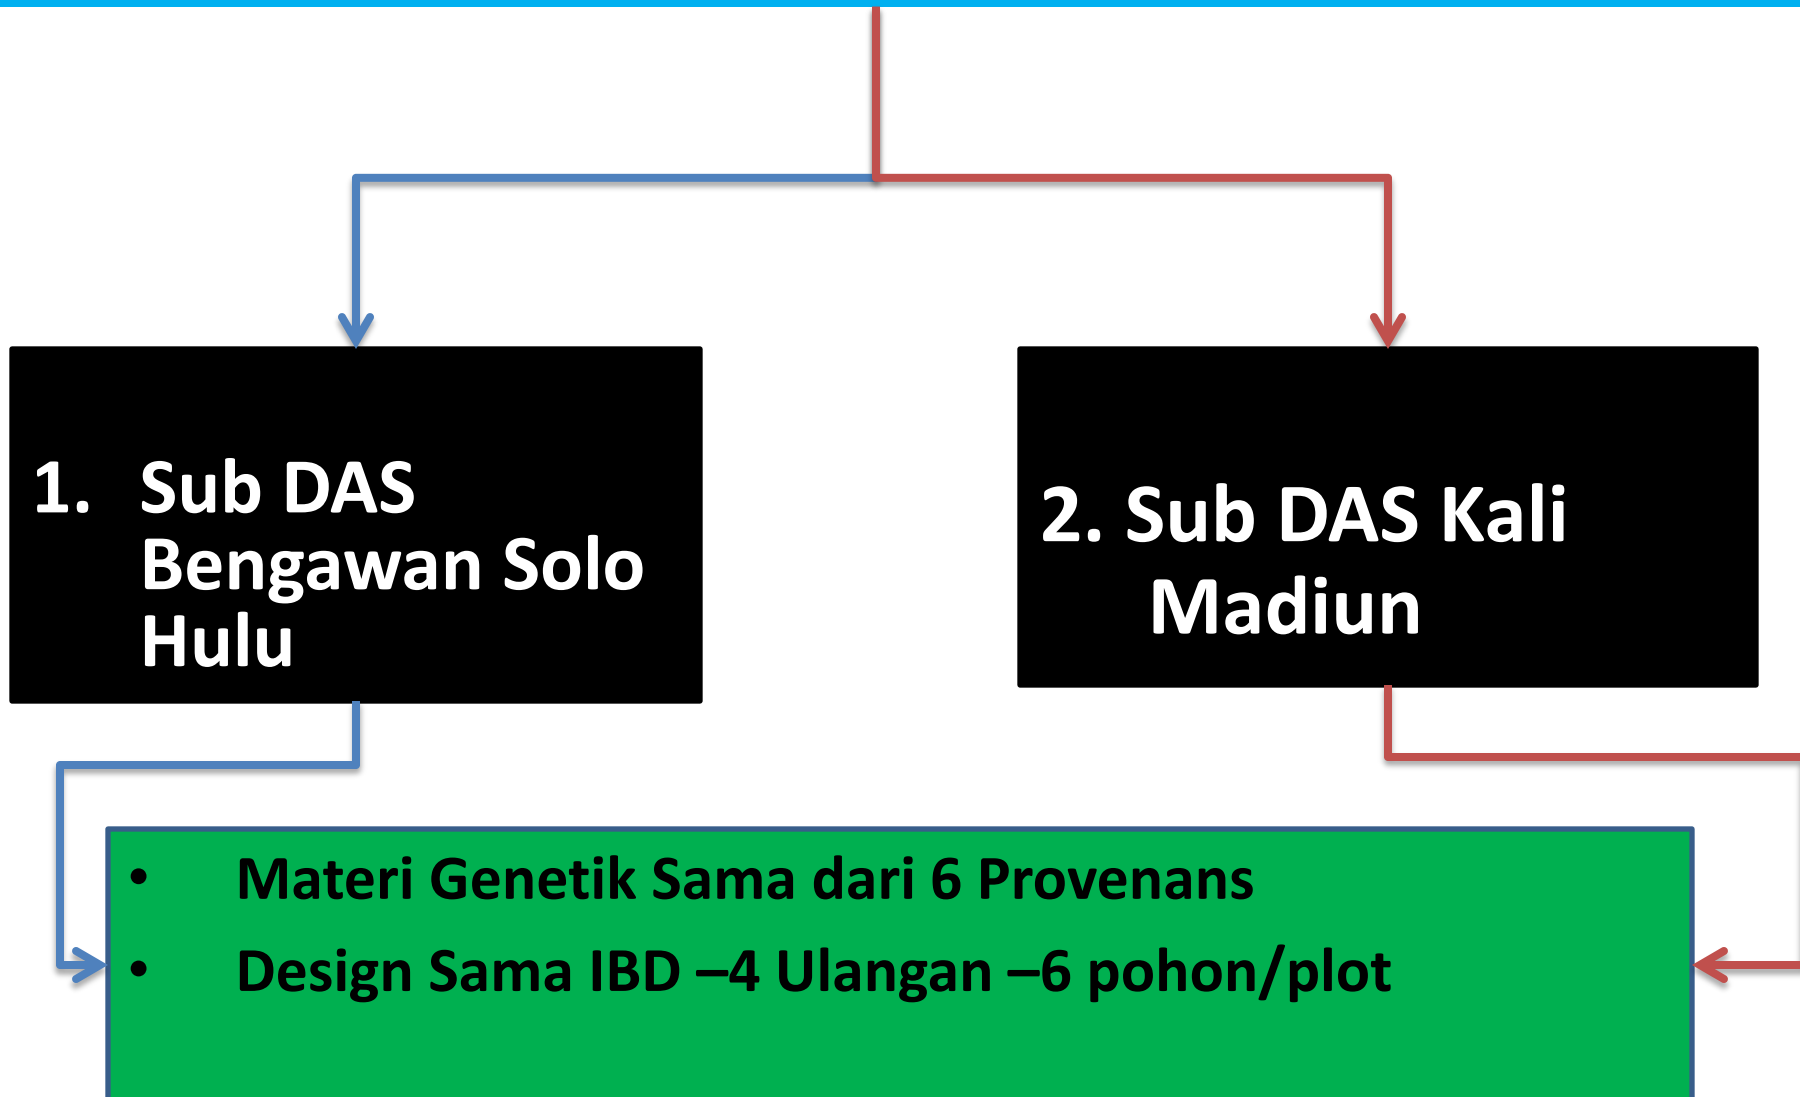 1. Sub DAS
Bengawan Solo
Hulu
2. Sub DAS Kali
Madiun
• Materi Genetik Sama dari 6 Provenans
• Design Sama IBD –4 Ulangan –6 pohon/plot